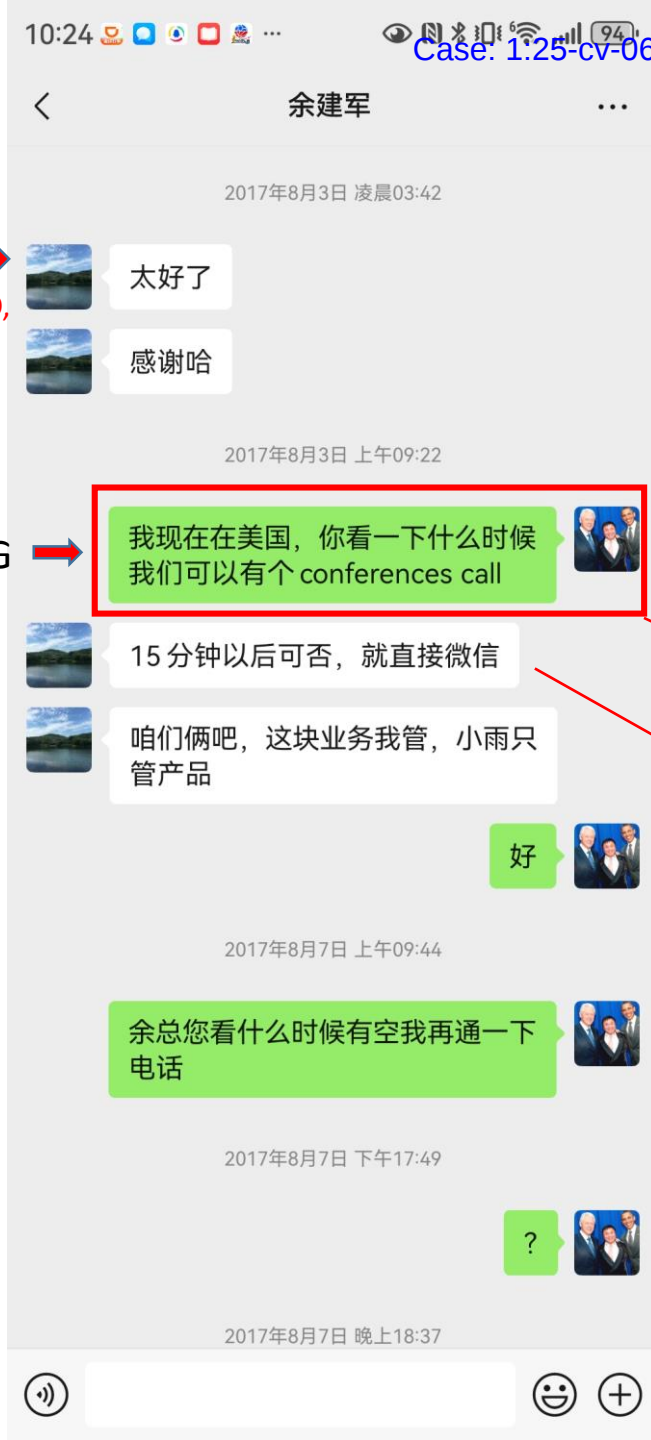 10:24 94
Case: 1:25-cv-06
余建军
2017年8月3日 凌晨03:42
太好了
感谢哈
2017年8月3日 上午09:22
我现在在美国，你看一下什么时候
我们可以有个 conferences call
G
15分钟以后可否，就直接微信
咱们俩吧，这块业务我管，小雨只
管产品
好
2017年8月7日 上午09:44
余总您看什么时候有空我再通一下
电话
2017年8月7日 下午17:49
?
2017年8月7日 晚上18:37